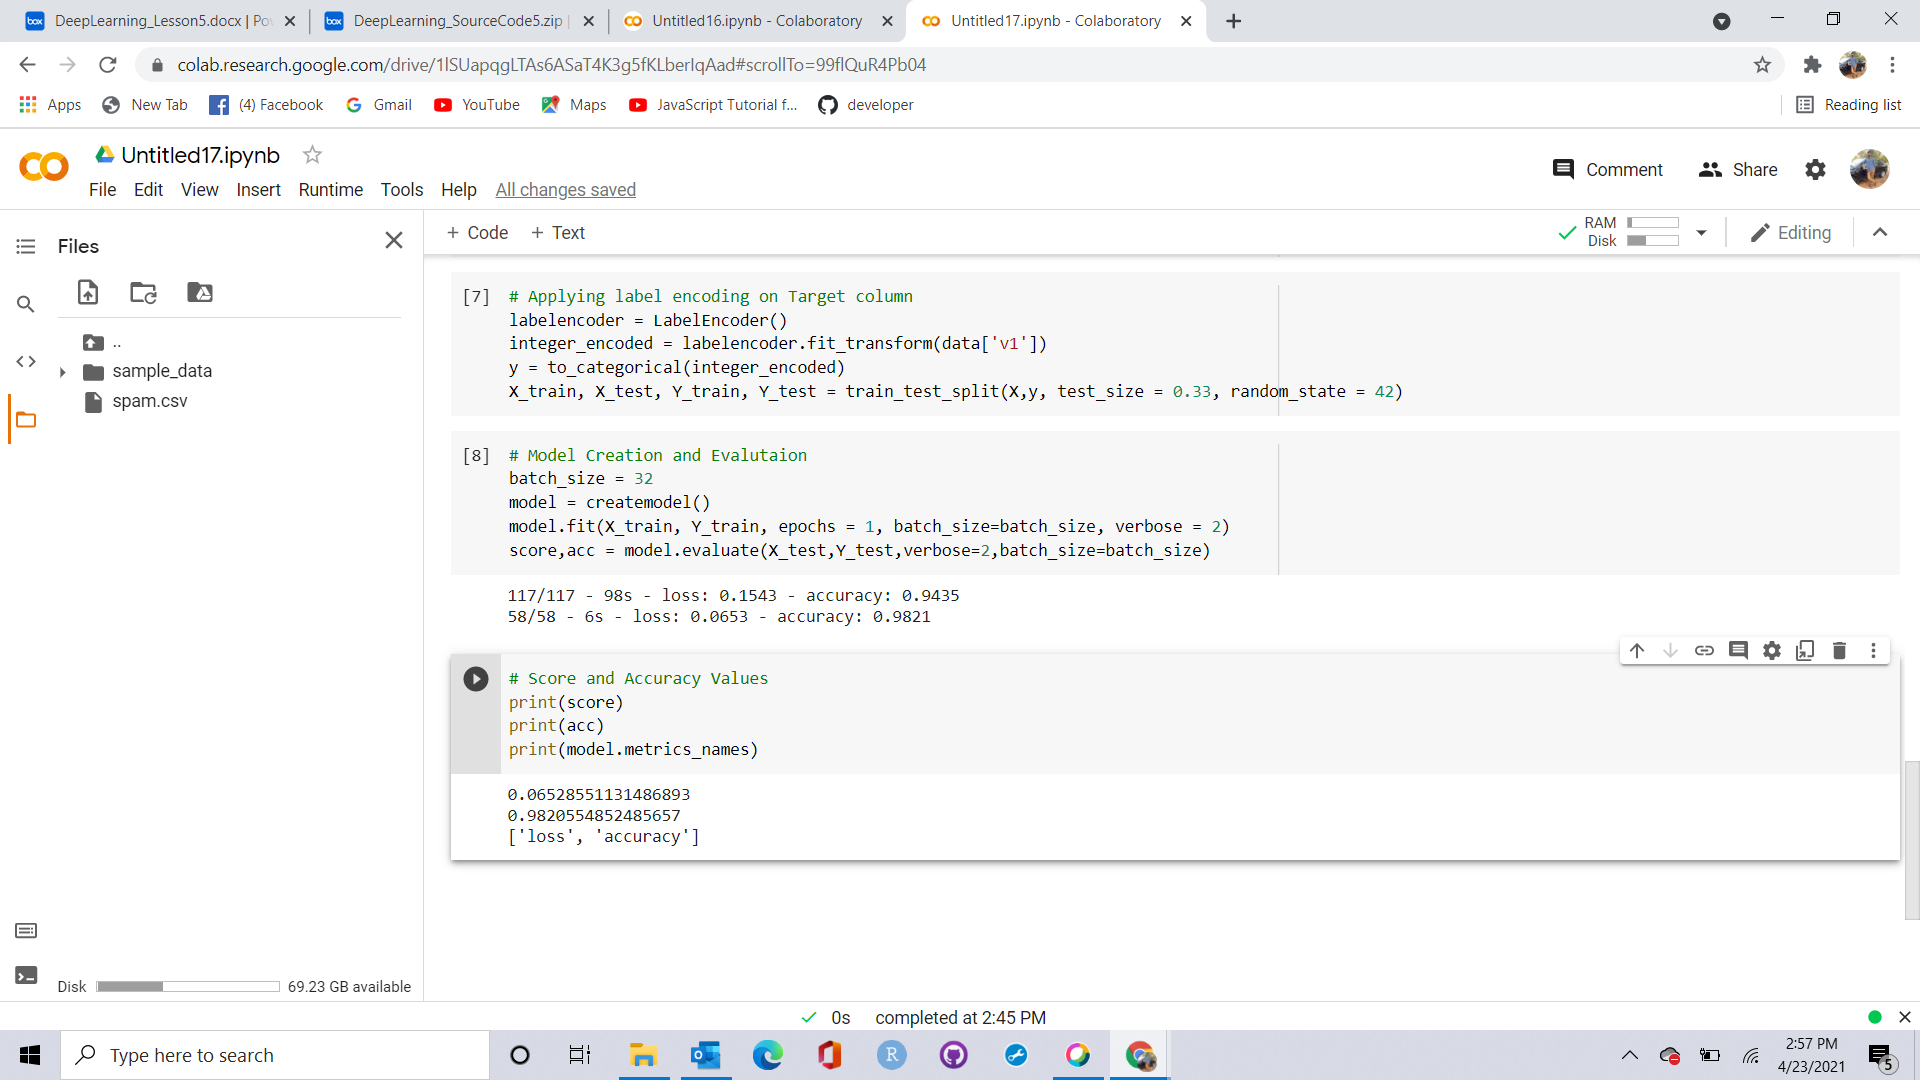 DeepLearning_Lesson5.docx | Po
DeepLearning_SourceCode5.zip |
Untitled16.ipynb - Colaboratory
Untitled17.ipynb - Colaboratory
colab.research.google.com/drive/1lSUapqgLTAs6ASaT4K3g5fKLberIqAad#scrollTo=99flQuR4Pb04
Apps
New Tab
(4) Facebook
Gmail
YouTube
Maps
JavaScript Tutorial f...
developer
Reading list
Untitled17.ipynb
Comment
Share
File Edit View Insert Runtime Tools Help All changes saved
Files
+ Code + Text
RAM
Disk
Editing
..
sample_data
spam.csv
[7] # Applying label encoding on Target column
labelencoder = LabelEncoder()
integer_encoded = labelencoder.fit_transform(data['v1'])
y = to_categorical(integer_encoded)
X_train, X_test, Y_train, Y_test = train_test_split(X,y, test_size = 0.33, random_state = 42)
[8] # Model Creation and Evalutaion
batch_size = 32
model = createmodel()
model.fit(X_train, Y_train, epochs = 1, batch_size=batch_size, verbose = 2)
score,acc = model.evaluate(X_test,Y_test,verbose=2,batch_size=batch_size)
117/117 - 98s - loss: 0.1543 - accuracy: 0.9435
58/58 - 6s - loss: 0.0653 - accuracy: 0.9821
# Score and Accuracy Values
print(score)
print(acc)
print(model.metrics_names)
0.06528551131486893
0.9820554852485657
['loss', 'accuracy']
Disk 69.23 GB available
0s completed at 2:45 PM
Type here to search
2:57 PM
4/23/2021
5